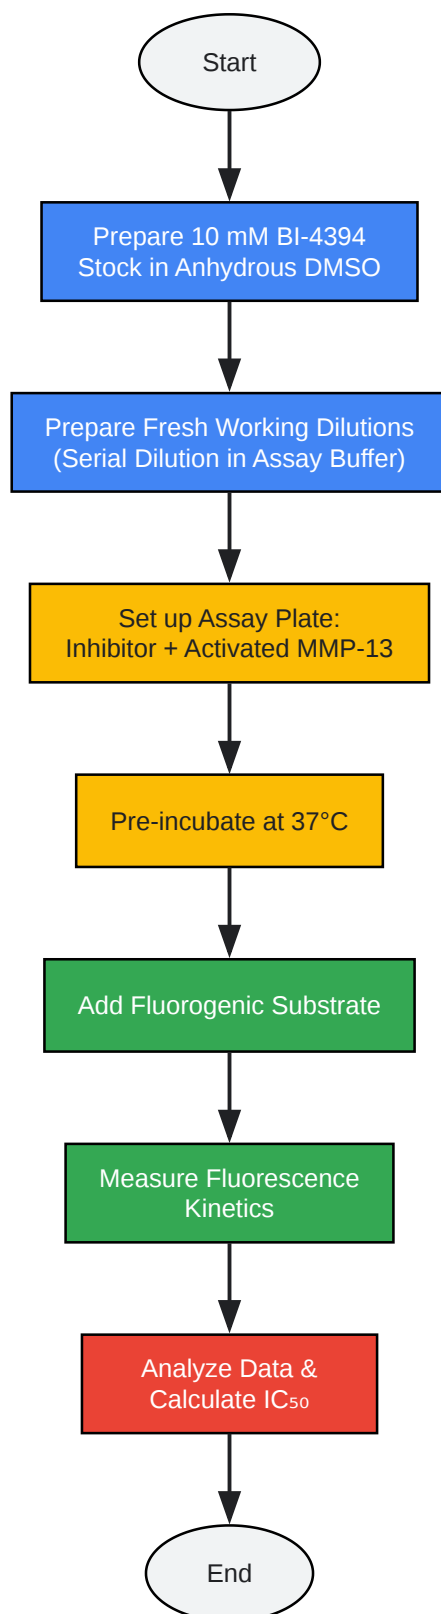 Start
Prepare 10 mM BI-4394
Stock in Anhydrous DMSO
Prepare Fresh Working Dilutions
(Serial Dilution in Assay Buffer)
Set up Assay Plate:
Inhibitor + Activated MMP-13
Pre-incubate at 37°C
Add Fluorogenic Substrate
Measure Fluorescence
Kinetics
Analyze Data &
Calculate IC₅₀
End